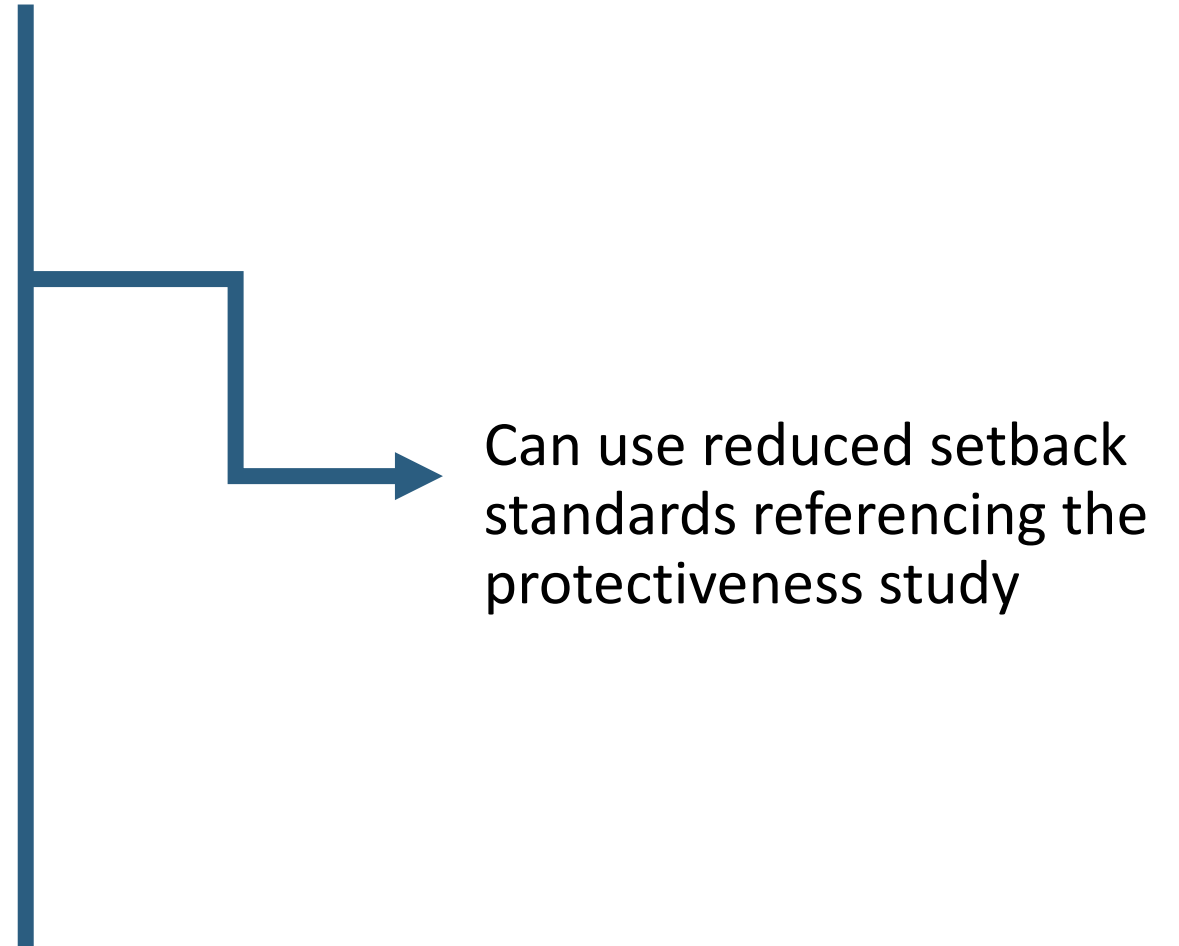 Can use reduced setback
standards referencing the
protectiveness study